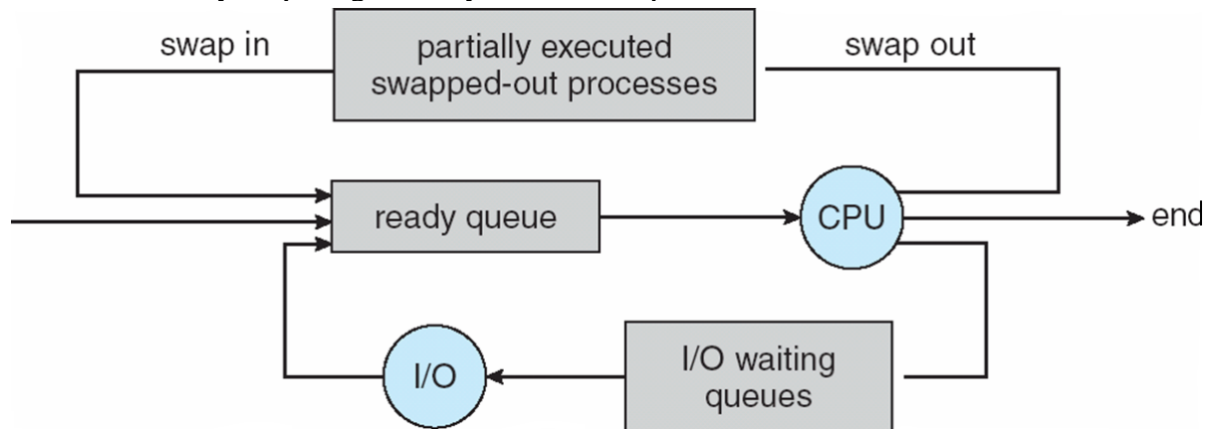 swap in
partially executed
swapped-out processes
swap out
ready queue
CPU
end
I/O
I/O waiting
queues